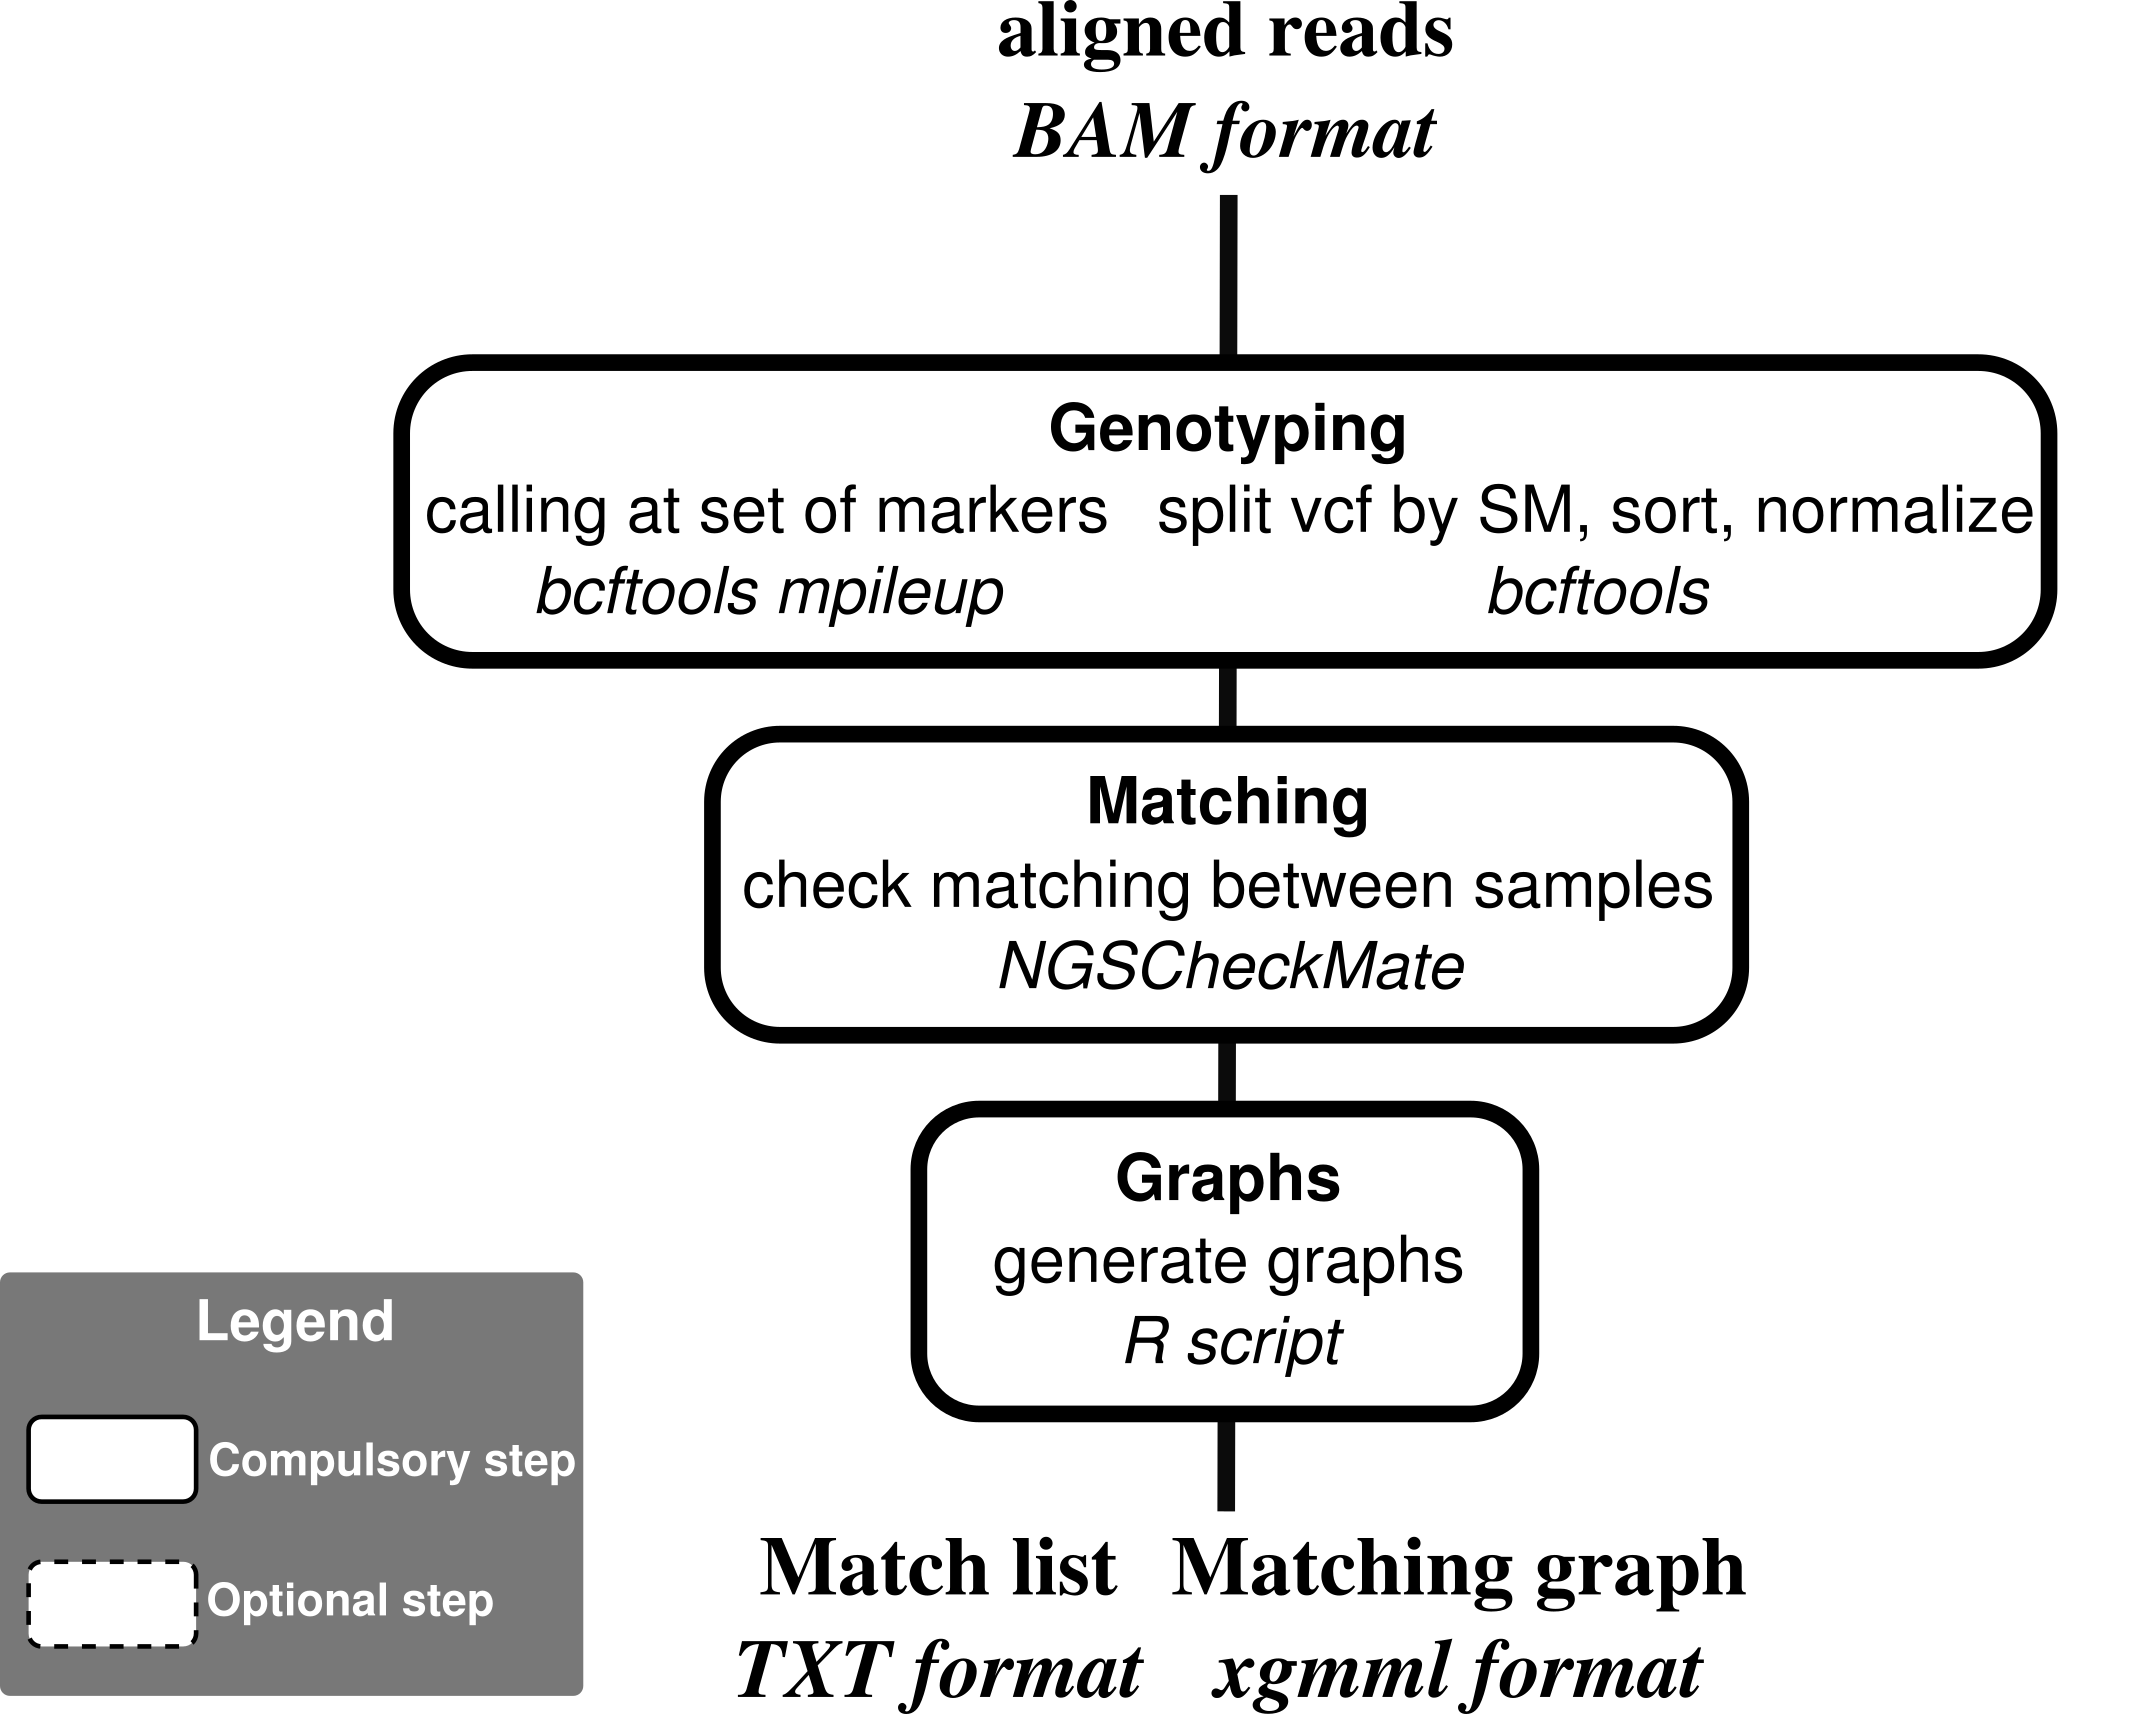 aligned reads
BAM format
Genotyping
calling at set of markers split vcf by SM, sort, normalize
bcftools mpileup bcftools
Matching
check matching between samples
NGSCheckMate
Graphs
generate graphs
R script
Legend
Compulsory step
Optional step
Match list Matching graph
TXT format xgmml format